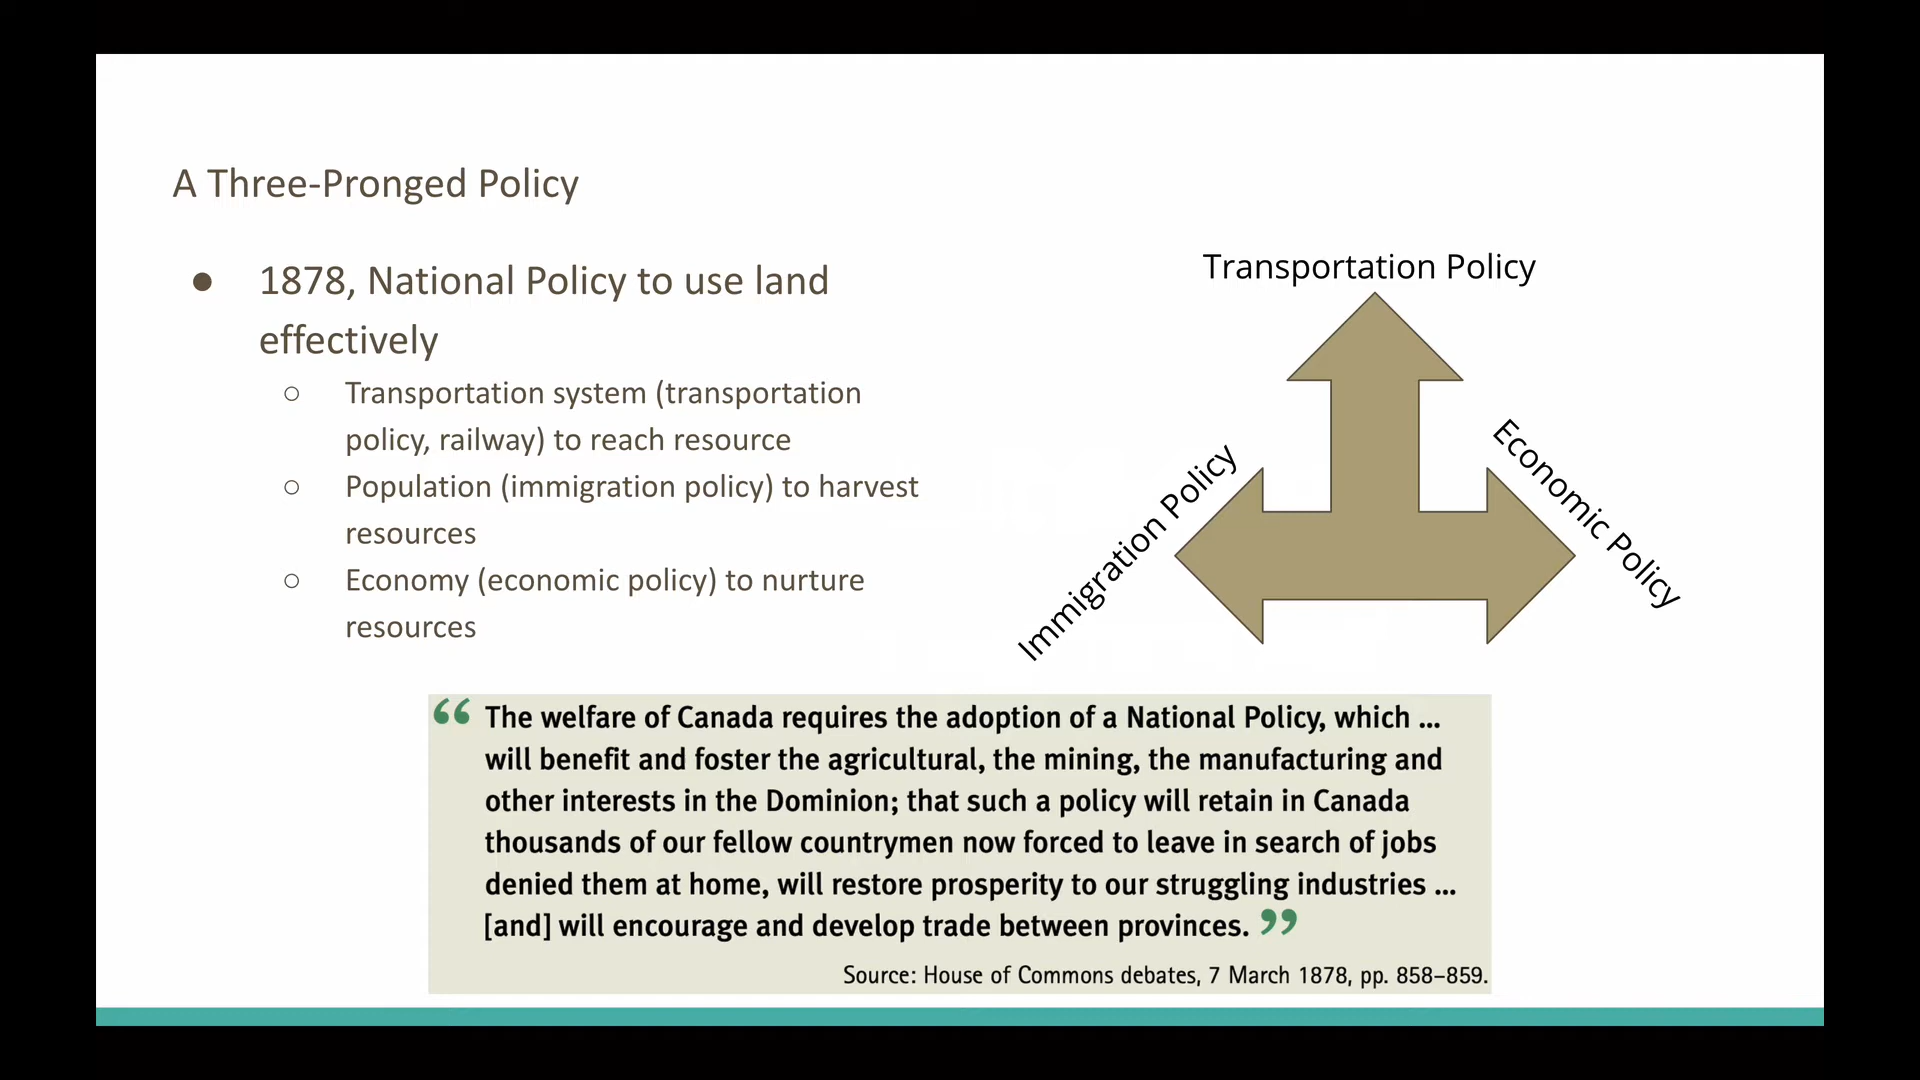 A Three-Pronged Policy
● 1878, National Policy to use land
effectively
○ Transportation system (transportation
policy, railway) to reach resource
○ Population (immigration policy) to harvest
resources
○ Economy (economic policy) to nurture
resources
Transportation Policy
Immigration Policy
Economic Policy
“ The welfare of Canada requires the adoption of a National Policy, which ...
will benefit and foster the agricultural, the mining, the manufacturing and
other interests in the Dominion; that such a policy will retain in Canada
thousands of our fellow countrymen now forced to leave in search of jobs
denied them at home, will restore prosperity to our struggling industries ...
[and] will encourage and develop trade between provinces. ”
Source: House of Commons debates, 7 March 1878, pp. 858–859.